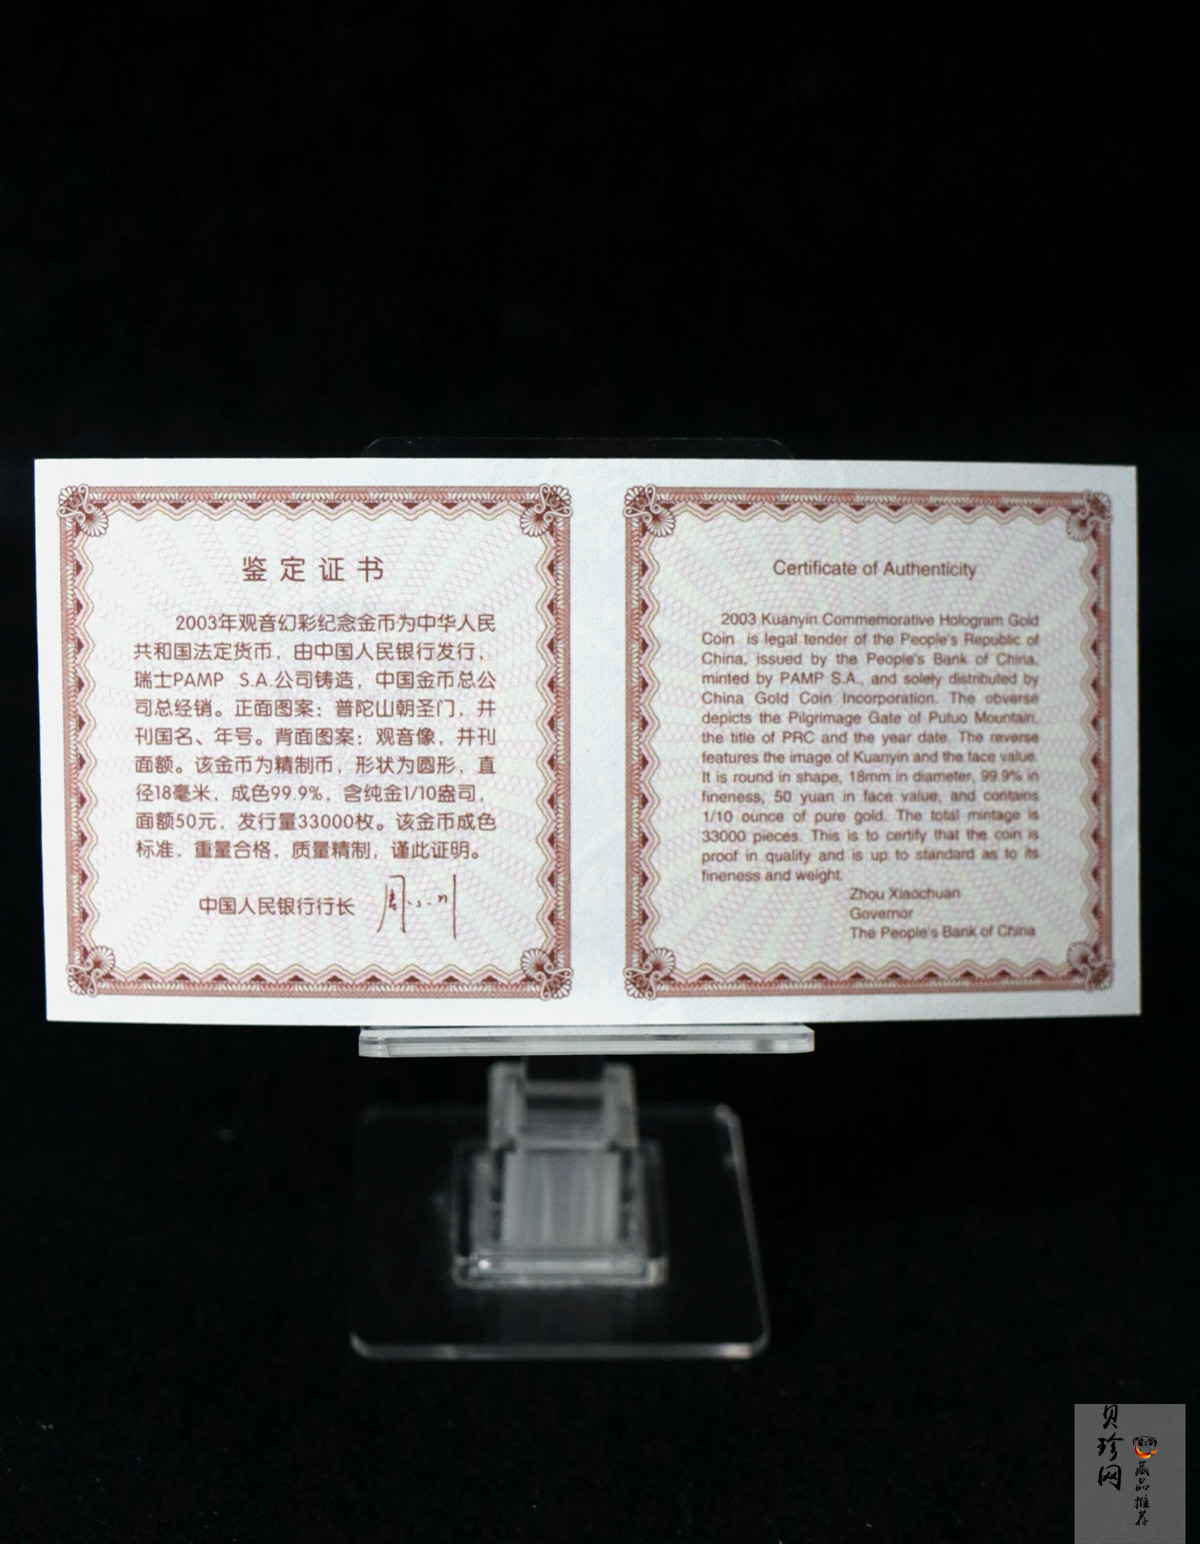 鉴定证书
2003年观音幻彩纪念金币为中华人民
共和国法定货币，由中国人民银行发行，
瑞士PAMP S.A.公司铸造，中国金币总公
司总经销。正面图案：普陀山朝圣门，并
刊国名、年号。背面图案：观音像，并刊
面额。该金币为精制币，形状为圆形，直
径18毫米，成色99.9%，含纯金1/10盎司，
面额50元，发行量33000枚。该金币成色
标准，重量合格，质量精制，谨此证明。
中国人民银行行长 周小川
Certificate of Authenticity
2003 Kuanyin Commemorative Hologram Gold
Coin is legal tender of the People's Republic of
China, issued by the People's Bank of China,
minted by PAMP S.A., and solely distributed by
China Gold Coin Incorporation. The obverse
depicts the Pilgrimage Gate of Putuo Mountain,
the title of PRC and the year date. The reverse
features the image of Kuanyin and the face value.
It is round in shape, 18mm in diameter, 99.9% in
fineness, 50 yuan in face value, and contains
1/10 ounce of pure gold. The total mintage is
33000 pieces. This is to certify that the coin is
proof in quality and is up to standard as to its
fineness and weight.
Zhou Xiaochuan
Governor
The People's Bank of China
贝珍网
藏品推荐